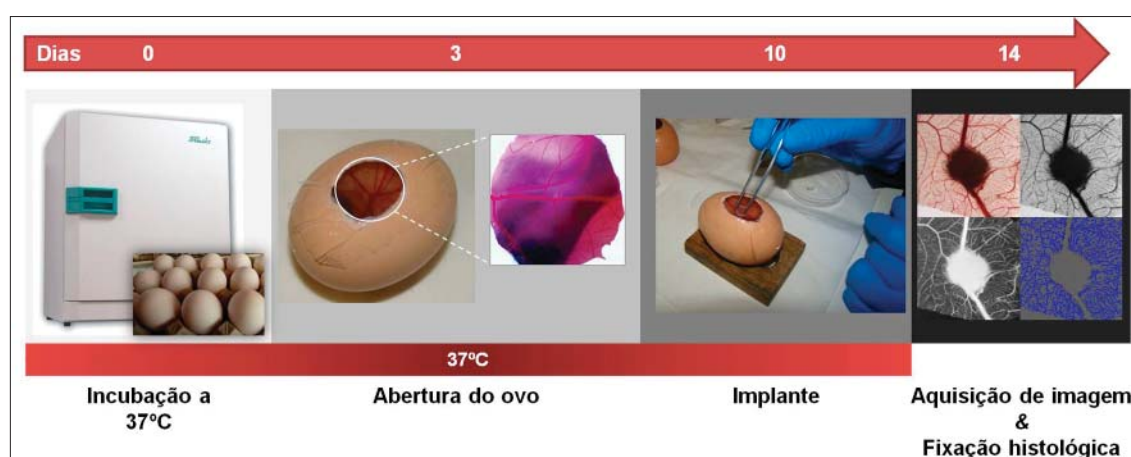 Dias 0 3 10 14
37ºC
Incubação a
37ºC
Abertura do ovo
Implante
Aquisição de imagem
&
Fixação histológica